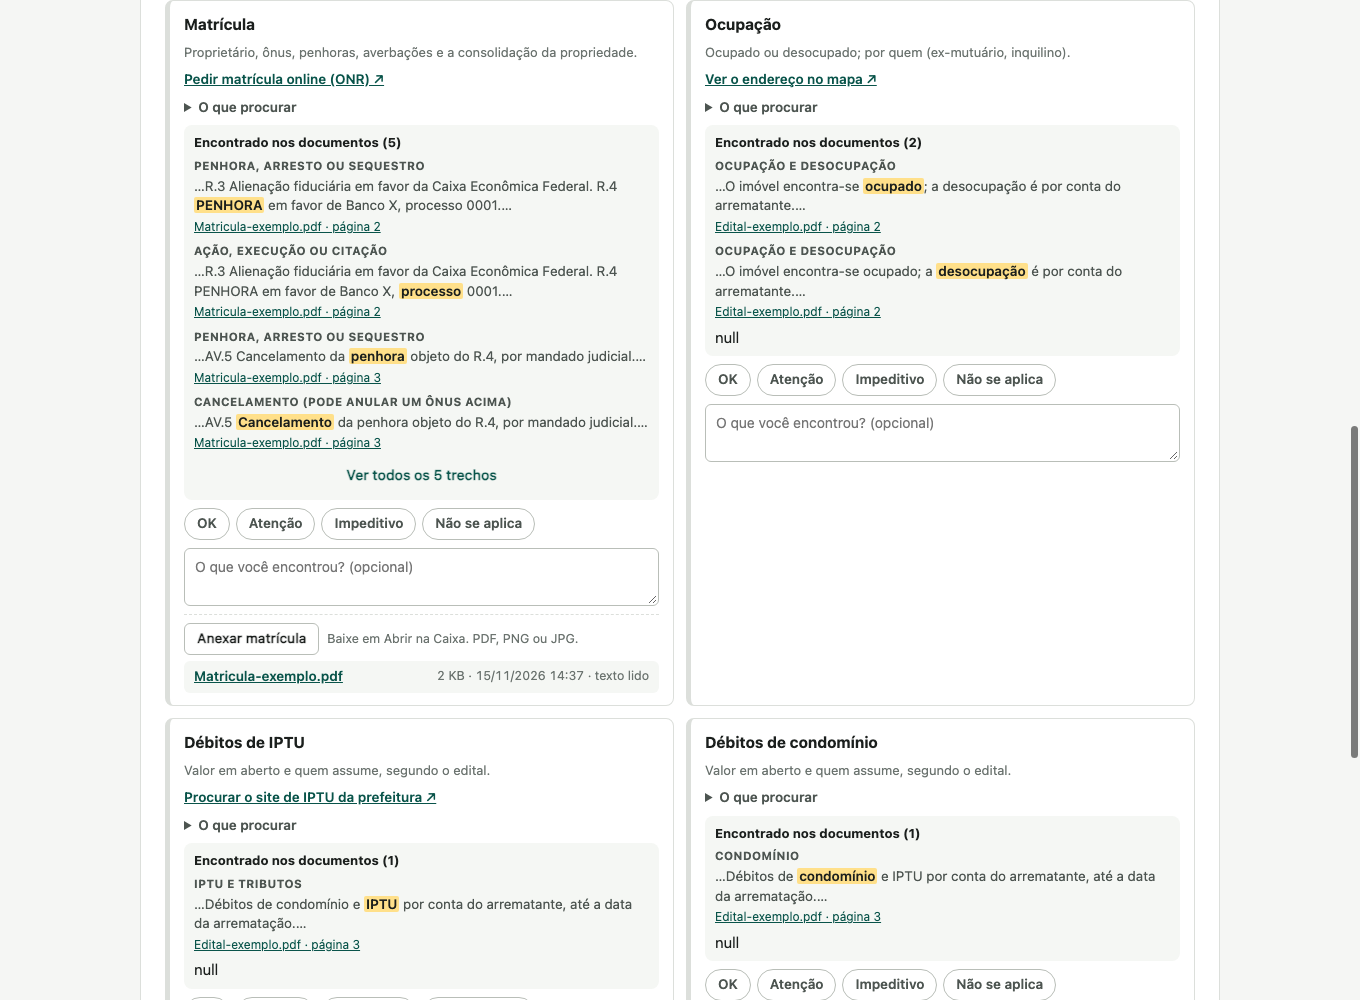 Matrícula
Proprietário, ônus, penhoras, averbações e a consolidação da propriedade.
Pedir matrícula online (ONR) ↗
▶ O que procurar
Encontrado nos documentos (5)
PENHORA, ARRESTO OU SEQUESTRO
…R.3 Alienação fiduciária em favor da Caixa Econômica Federal. R.4
PENHORA em favor de Banco X, processo 0001.…
Matricula-exemplo.pdf · página 2
AÇÃO, EXECUÇÃO OU CITAÇÃO
…R.3 Alienação fiduciária em favor da Caixa Econômica Federal. R.4
PENHORA em favor de Banco X, processo 0001.…
Matricula-exemplo.pdf · página 2
PENHORA, ARRESTO OU SEQUESTRO
…AV.5 Cancelamento da penhora objeto do R.4, por mandado judicial.…
Matricula-exemplo.pdf · página 3
CANCELAMENTO (PODE ANULAR UM ÔNUS ACIMA)
…AV.5 Cancelamento da penhora objeto do R.4, por mandado judicial.…
Matricula-exemplo.pdf · página 3
Ver todos os 5 trechos
OK Atenção Impeditivo Não se aplica
O que você encontrou? (opcional)
Anexar matrícula Baixe em Abrir na Caixa. PDF, PNG ou JPG.
Matricula-exemplo.pdf 2 KB · 15/11/2026 14:37 · texto lido
Ocupação
Ocupado ou desocupado; por quem (ex-mutuário, inquilino).
Ver o endereço no mapa ↗
▶ O que procurar
Encontrado nos documentos (2)
OCUPAÇÃO E DESOCUPAÇÃO
…O imóvel encontra-se ocupado; a desocupação é por conta do
arrematante.…
Edital-exemplo.pdf · página 2
OCUPAÇÃO E DESOCUPAÇÃO
…O imóvel encontra-se ocupado; a desocupação é por conta do
arrematante.…
Edital-exemplo.pdf · página 2
null
OK Atenção Impeditivo Não se aplica
O que você encontrou? (opcional)
Débitos de IPTU
Valor em aberto e quem assume, segundo o edital.
Procurar o site de IPTU da prefeitura ↗
▶ O que procurar
Encontrado nos documentos (1)
IPTU E TRIBUTOS
…Débitos de condomínio e IPTU por conta do arrematante, até a data
da arrematação.…
Edital-exemplo.pdf · página 3
null
Débitos de condomínio
Valor em aberto e quem assume, segundo o edital.
▶ O que procurar
Encontrado nos documentos (1)
CONDOMÍNIO
…Débitos de condomínio e IPTU por conta do arrematante, até a data
da arrematação.…
Edital-exemplo.pdf · página 3
null
OK Atenção Impeditivo Não se aplica